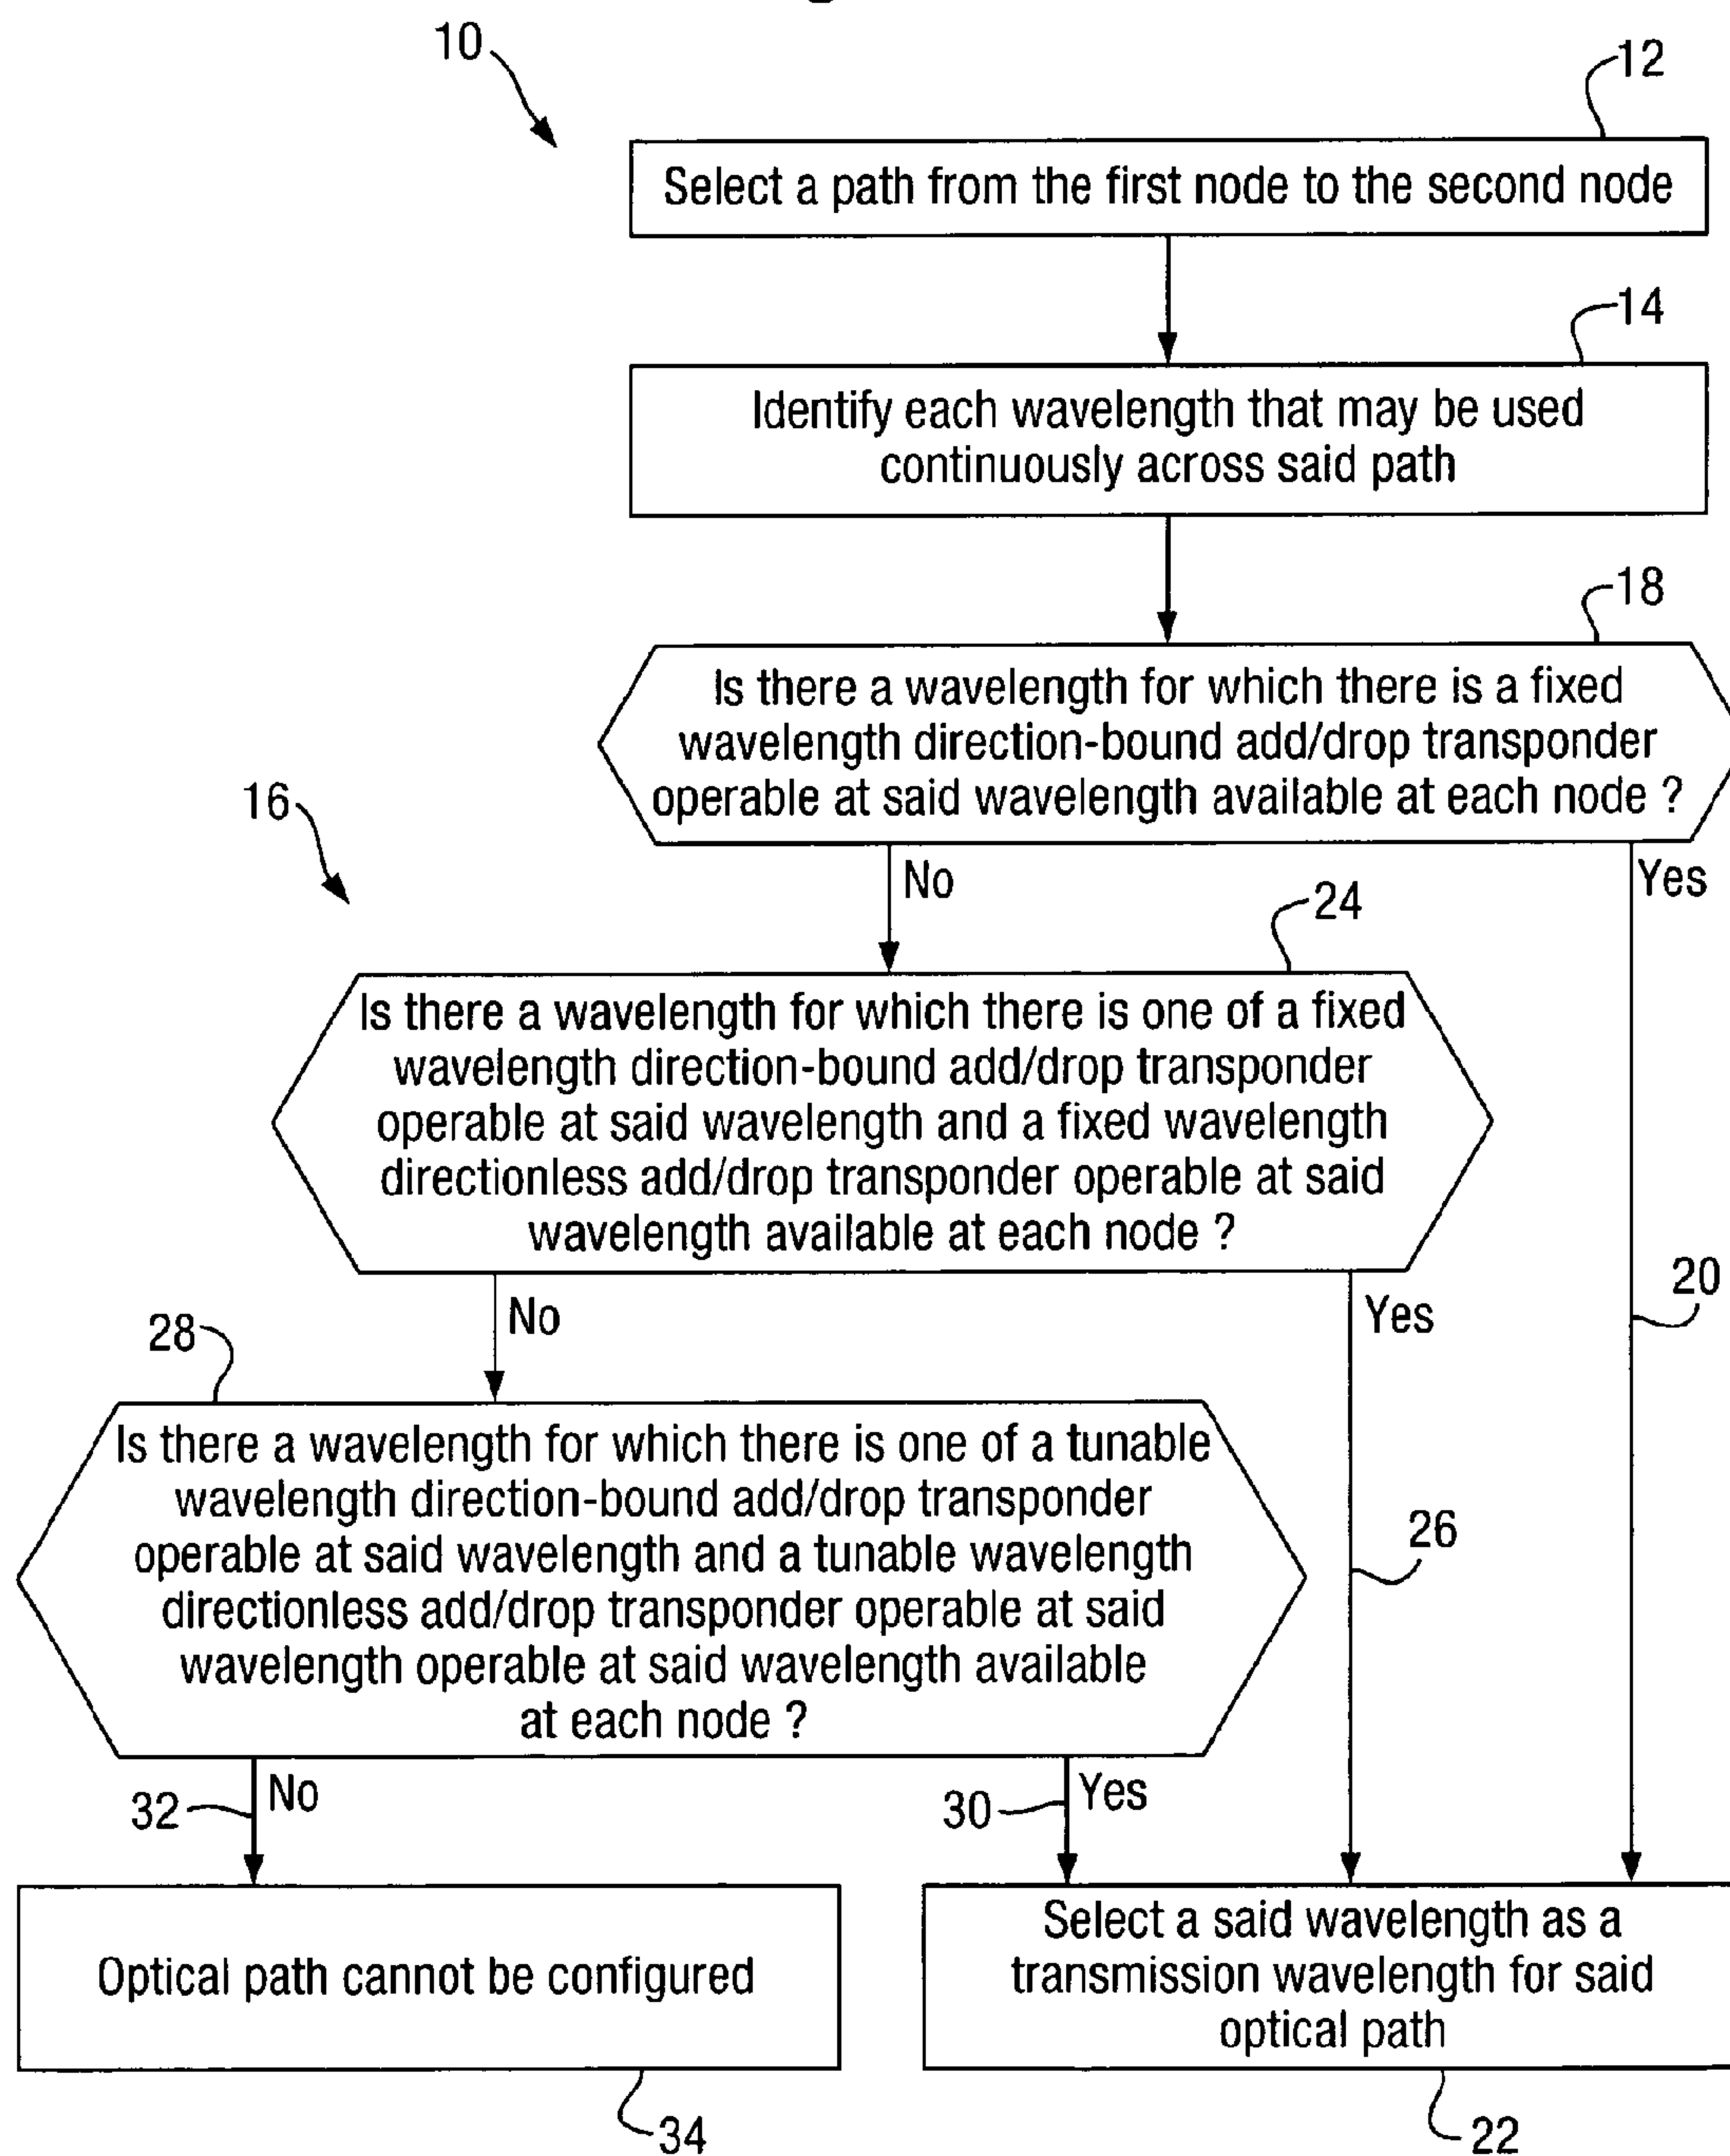 10
12
Select a path from the first node to the second node
14
Identify each wavelength that may be used
continuously across said path
18
Is there a wavelength for which there is a fixed
wavelength direction-bound add/drop transponder
operable at said wavelength available at each node ?
16
No
Yes
24
Is there a wavelength for which there is one of a fixed
wavelength direction-bound add/drop transponder
operable at said wavelength and a fixed wavelength
directionless add/drop transponder operable at said
wavelength available at each node ?
20
No
Yes
28
Is there a wavelength for which there is one of a tunable
wavelength direction-bound add/drop transponder
operable at said wavelength and a tunable wavelength
directionless add/drop transponder operable at said
wavelength operable at said wavelength available
at each node ?
26
32
No
30
Yes
Optical path cannot be configured
Select a said wavelength as a
transmission wavelength for said
optical path
34
22